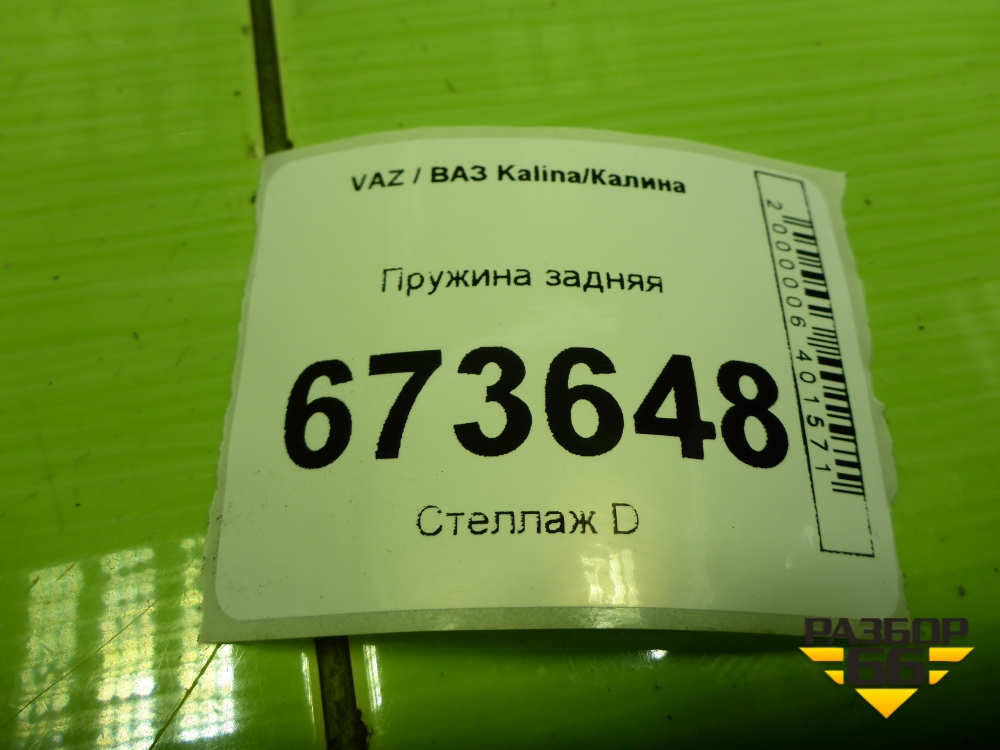 VAZ / ВАЗ Kalina/Калина
Пружина задняя
673648
Стеллаж D
2000006401571
РАЗБОР
66